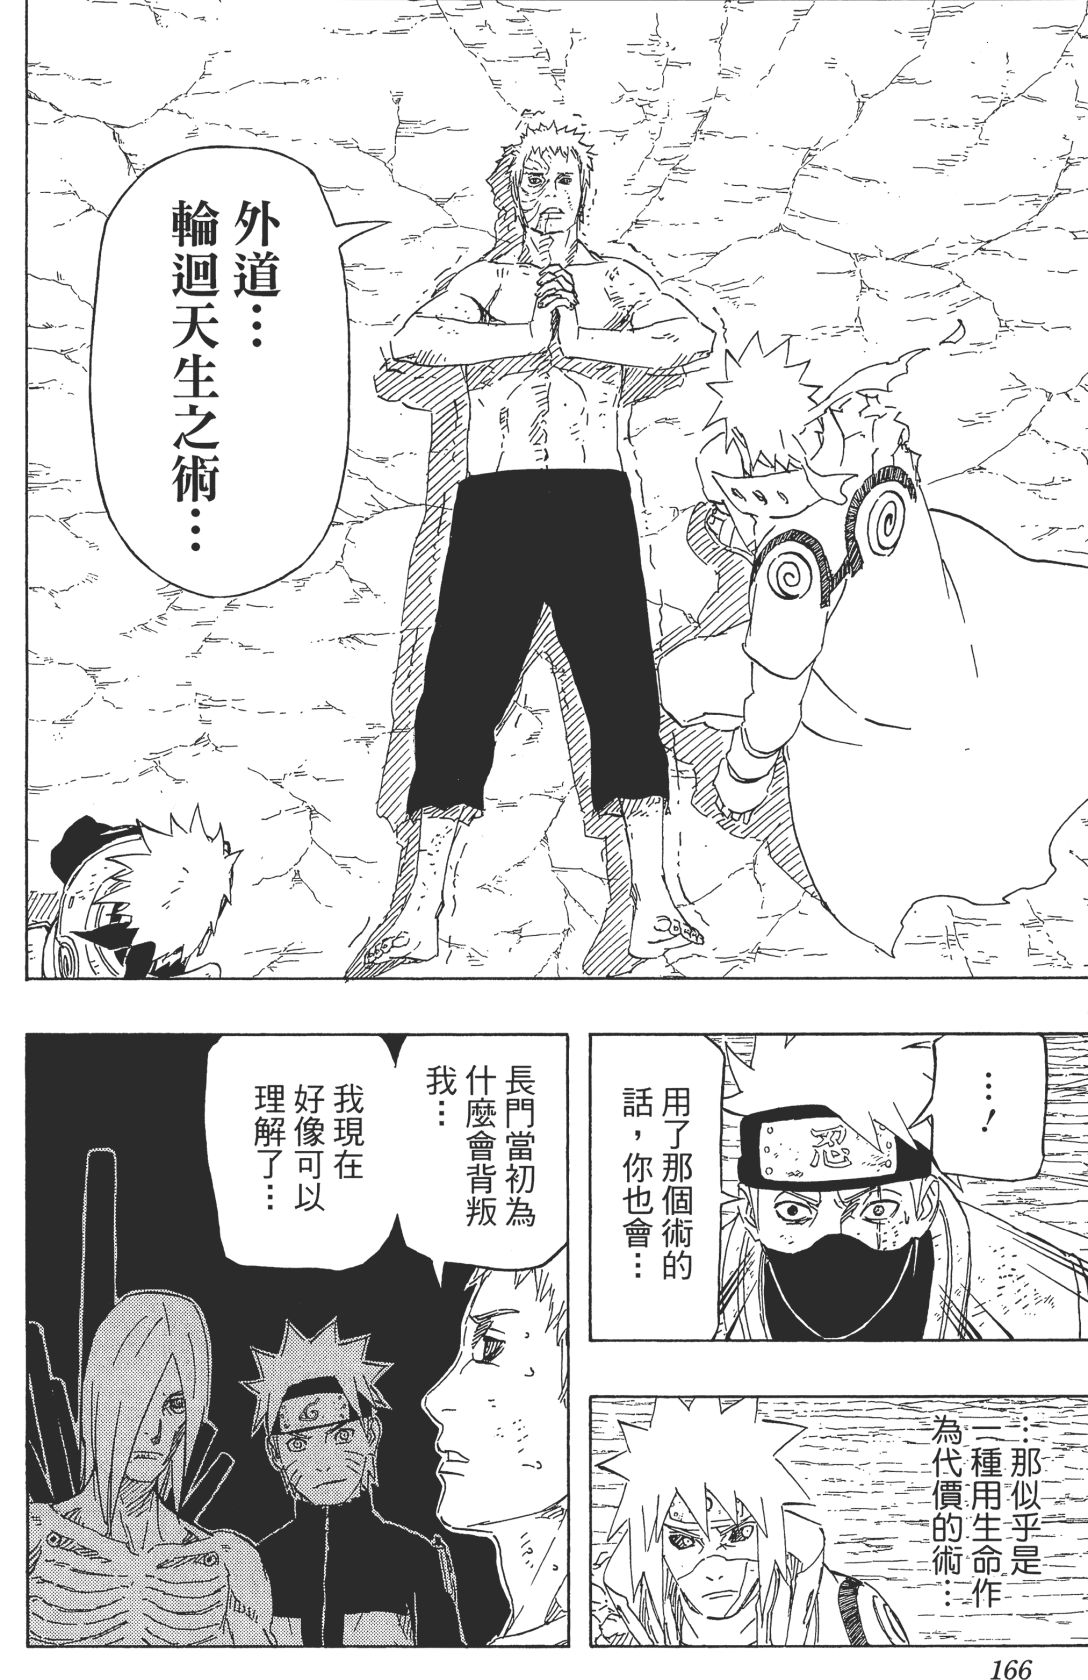 外道…
輪迴天生之術…
…！
用了那個術的
話，你也會…
…那似乎是
一種用生命作
為代價的術…
長門當初為
什麼會背叛
我…
我現在
好像可以
理解了…
忍
166